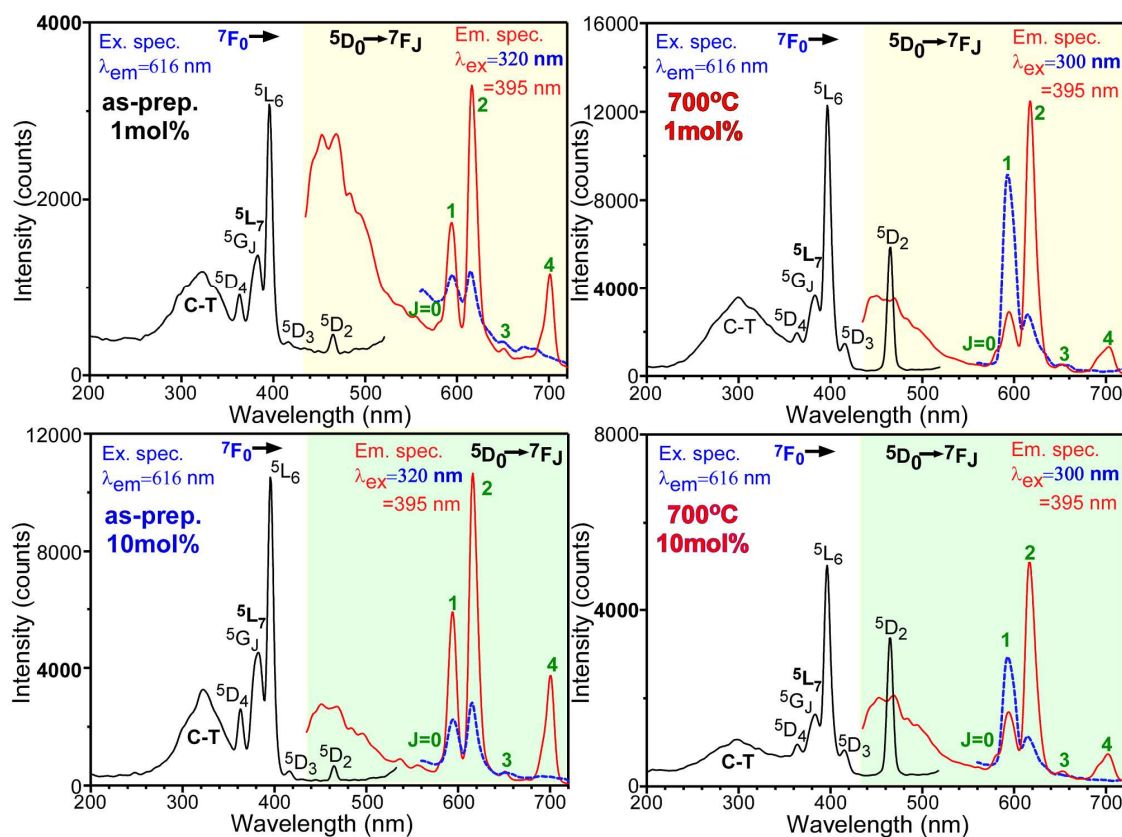 4000
2000
0
Intensity (counts)
200 300 400 500 600 700
Wavelength (nm)
Ex. spec.
λem=616 nm
as-prep.
1mol%
⁷F₀→
⁵D₀→⁷FJ
Em. spec.
λex=320 nm
=395 nm
⁵L₆
⁵L₇
⁵GJ
⁵D₄
C-T
⁵D₃
⁵D₂
J=0
1
2
3
4
16000
12000
8000
4000
0
Intensity (counts)
200 300 400 500 600 700
Wavelength (nm)
Ex. spec.
λem=616 nm
700°C
1mol%
⁷F₀→
⁵D₀→⁷FJ
Em. spec.
λex=300 nm
=395 nm
⁵L₆
⁵L₇
⁵GJ
⁵D₄
C-T
⁵D₃
⁵D₂
J=0
1
2
3
4
12000
8000
4000
0
Intensity (counts)
200 300 400 500 600 700
Wavelength (nm)
Ex. spec.
λem=616 nm
as-prep.
10mol%
⁷F₀→
⁵D₀→⁷FJ
Em. spec.
λex=320 nm
=395 nm
⁵L₆
⁵L₇
⁵GJ
⁵D₄
C-T
⁵D₃
⁵D₂
J=0
1
2
3
4
8000
4000
0
Intensity (counts)
200 300 400 500 600 700
Wavelength (nm)
Ex. spec.
λem=616 nm
700°C
10mol%
⁷F₀→
⁵D₀→⁷FJ
Em. spec.
λex=300 nm
=395 nm
⁵L₆
⁵L₇
⁵GJ
⁵D₄
C-T
⁵D₃
⁵D₂
J=0
1
2
3
4